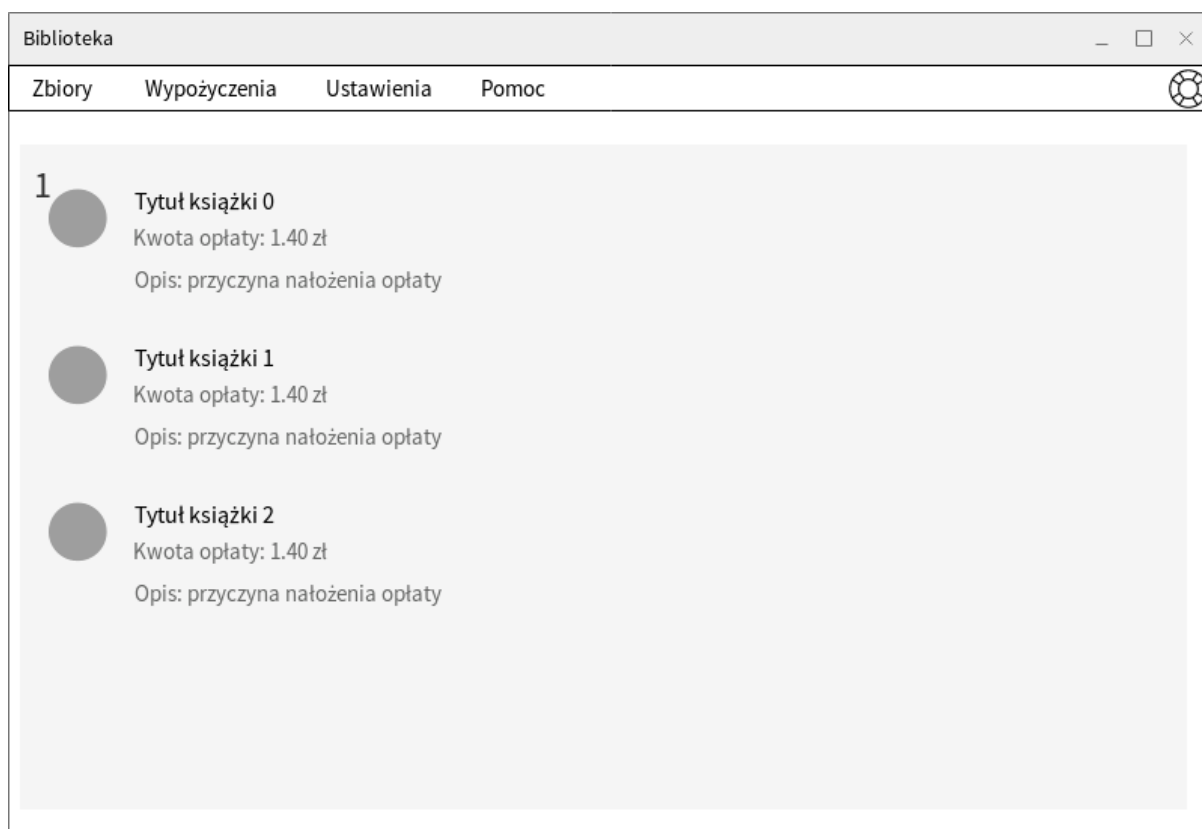 Biblioteka
Zbiory Wypożyczenia Ustawienia Pomoc
1
Tytuł książki 0
Kwota opłaty: 1.40 zł
Opis: przyczyna nałożenia opłaty
Tytuł książki 1
Kwota opłaty: 1.40 zł
Opis: przyczyna nałożenia opłaty
Tytuł książki 2
Kwota opłaty: 1.40 zł
Opis: przyczyna nałożenia opłaty